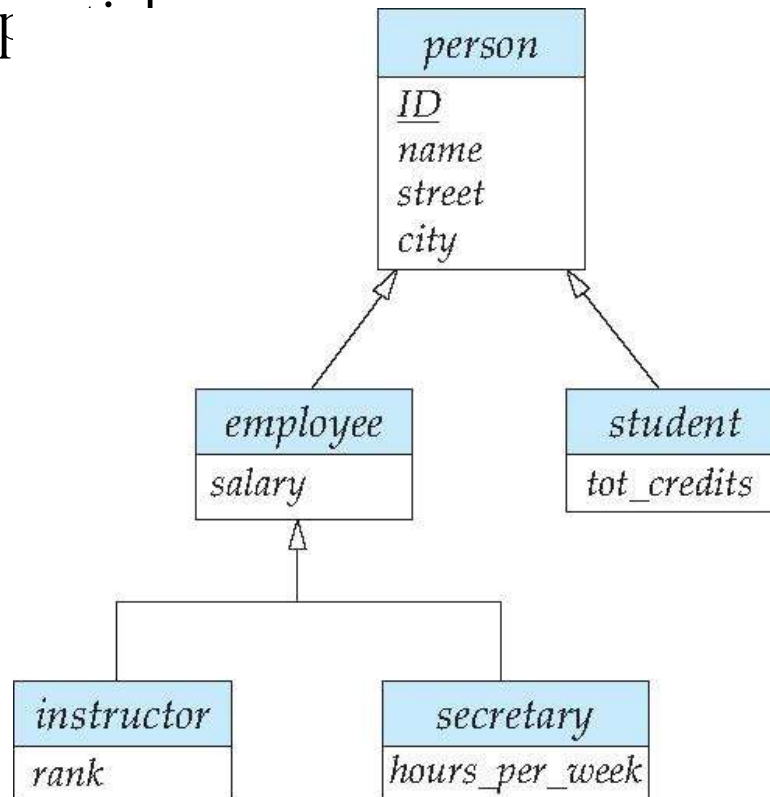 person
ID
name
street
city
employee
salary
student
tot_credits
instructor
rank
secretary
hours_per_week